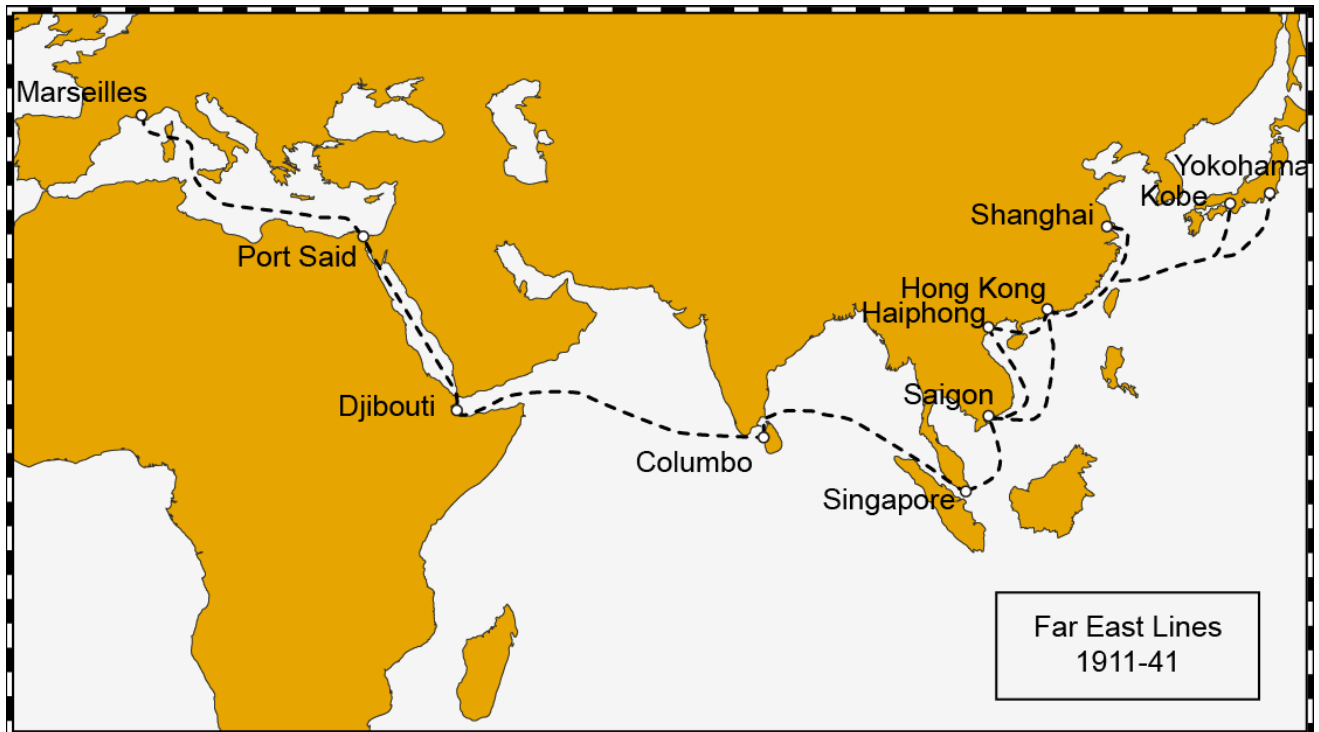 Marseilles
Yokohama
Kobe
Shanghai
Port Said
Hong Kong
Haiphong
Djibouti
Saigon
Columbo
Singapore
Far East Lines
1911-41